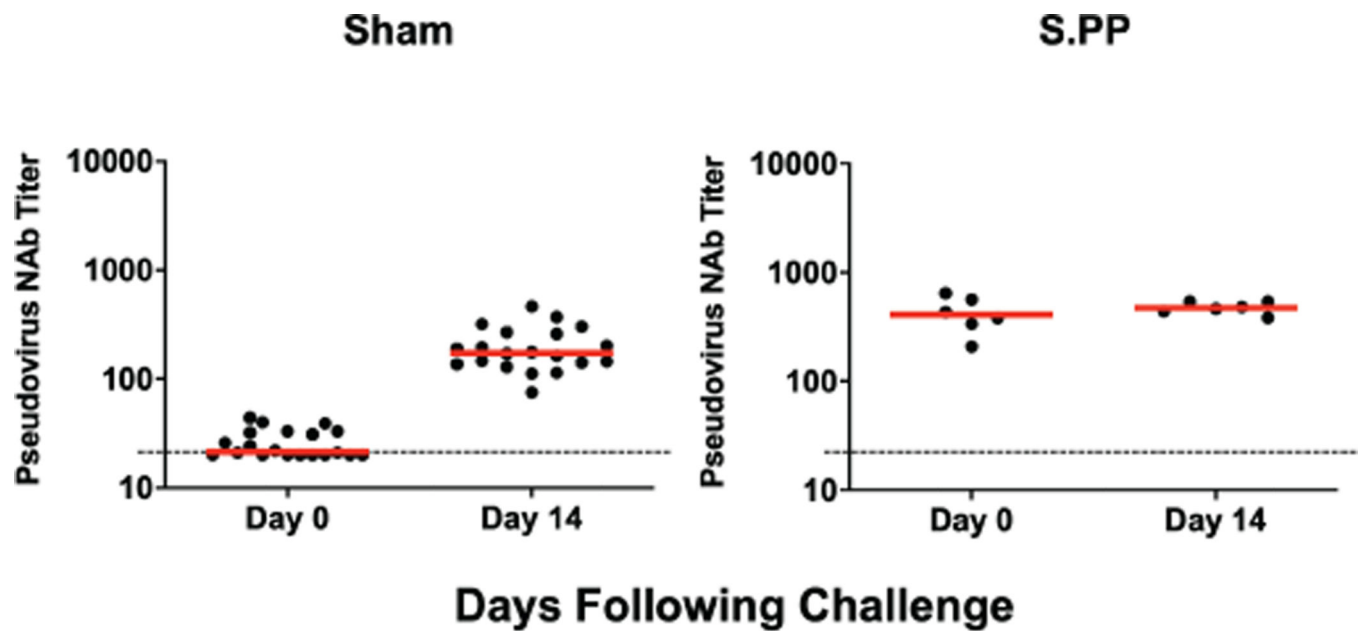 Sham
S.PP
Pseudovirus NAb Titer
10000
1000
100
10
Day 0
Day 14
Pseudovirus NAb Titer
10000
1000
100
10
Day 0
Day 14
Days Following Challenge